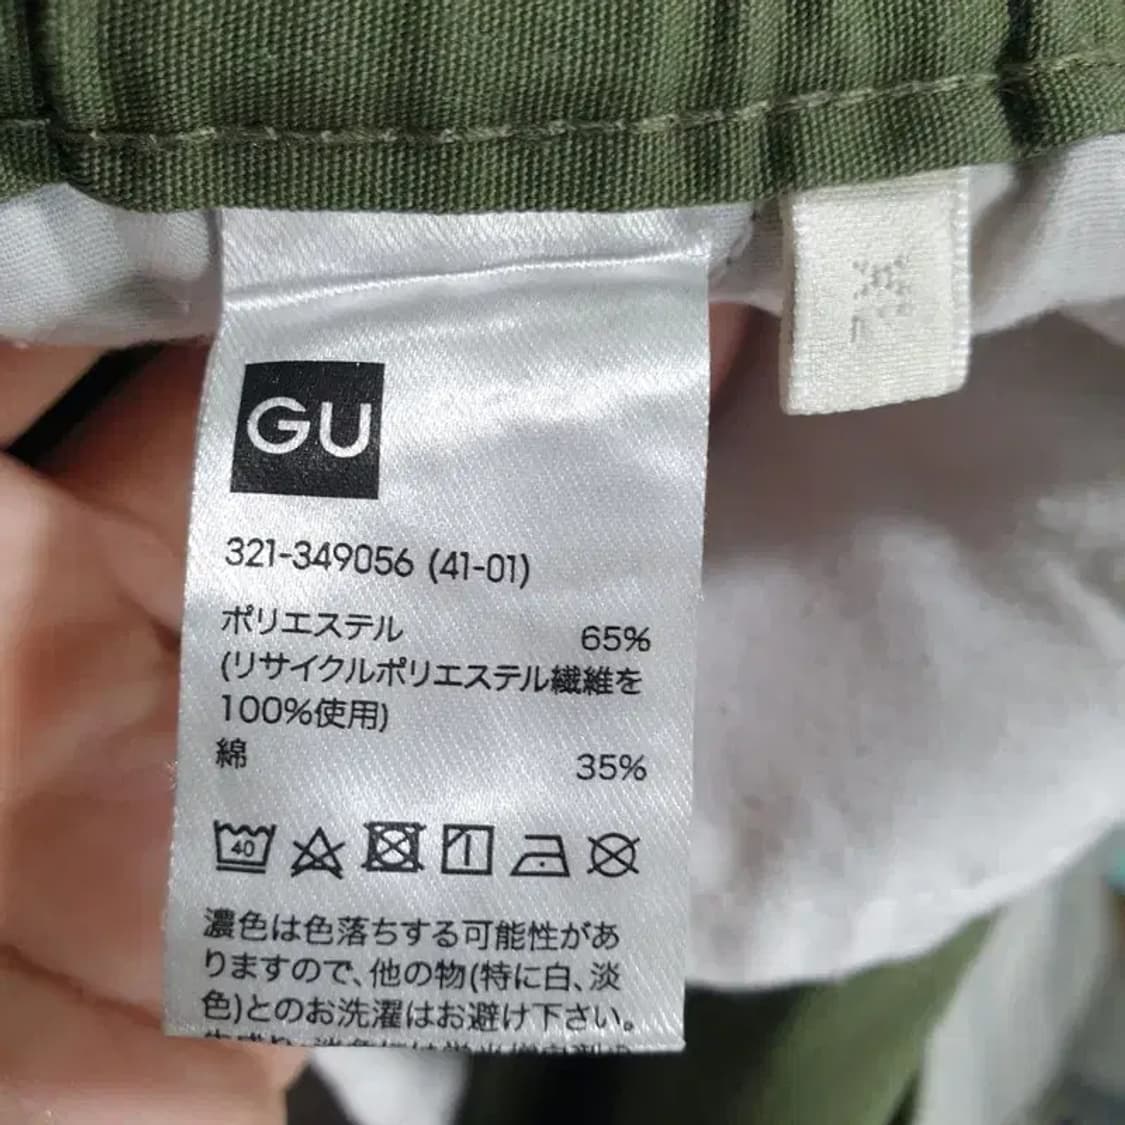 GU
321-349056 (41-01)
ポリエステル 65%
(リサイクルポリエステル繊維を
100%使用)
綿 35%
40
濃色は色落ちする可能性があ
りますので、他の物(特に白、淡
色)とのお洗濯はお避け下さい。